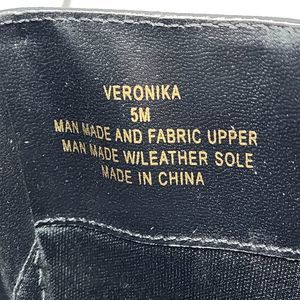 VERONIKA
5M
MAN MADE AND FABRIC UPPER
MAN MADE W/LEATHER SOLE
MADE IN CHINA